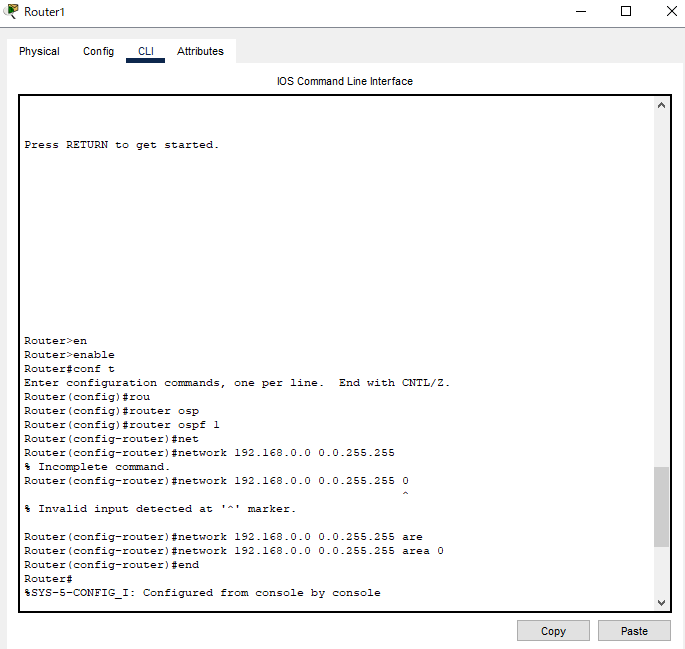 Router1
Physical Config CLI Attributes
IOS Command Line Interface
Press RETURN to get started.
Router>en
Router>enable
Router#conf t
Enter configuration commands, one per line.  End with CNTL/Z.
Router(config)#rou
Router(config)#router osp
Router(config)#router ospf 1
Router(config-router)#net
Router(config-router)#network 192.168.0.0 0.0.255.255
% Incomplete command.
Router(config-router)#network 192.168.0.0 0.0.255.255 0
^
% Invalid input detected at '^' marker.
Router(config-router)#network 192.168.0.0 0.0.255.255 are
Router(config-router)#network 192.168.0.0 0.0.255.255 area 0
Router(config-router)#end
Router#
%SYS-5-CONFIG_I: Configured from console by console
Copy Paste